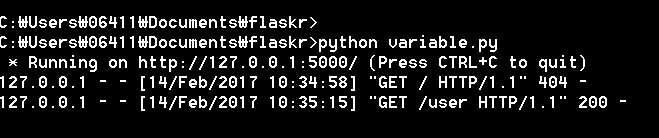 C:₩Users₩06411₩Documents₩flaskr>
C:₩Users₩06411₩Documents₩flaskr>python variable.py
 * Running on http://127.0.0.1:5000/ (Press CTRL+C to quit)
127.0.0.1 - - [14/Feb/2017 10:34:58] "GET / HTTP/1.1" 404 -
127.0.0.1 - - [14/Feb/2017 10:35:15] "GET /user HTTP/1.1" 200 -